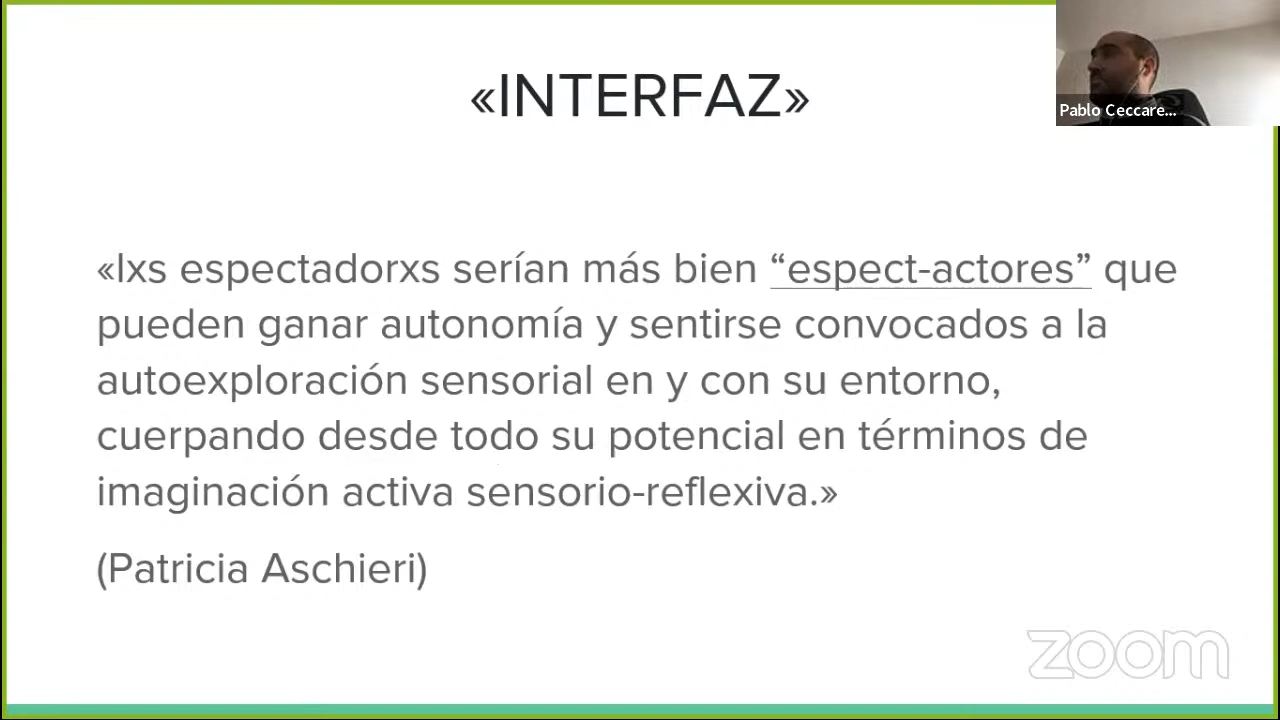 «INTERFAZ»
Pablo Ceccare...
«lxs espectadorxs serían más bien “espect-actores” que
pueden ganar autonomía y sentirse convocados a la
autoexploración sensorial en y con su entorno,
cuerpando desde todo su potencial en términos de
imaginación activa sensorio-reflexiva.»
(Patricia Aschieri)
zoom